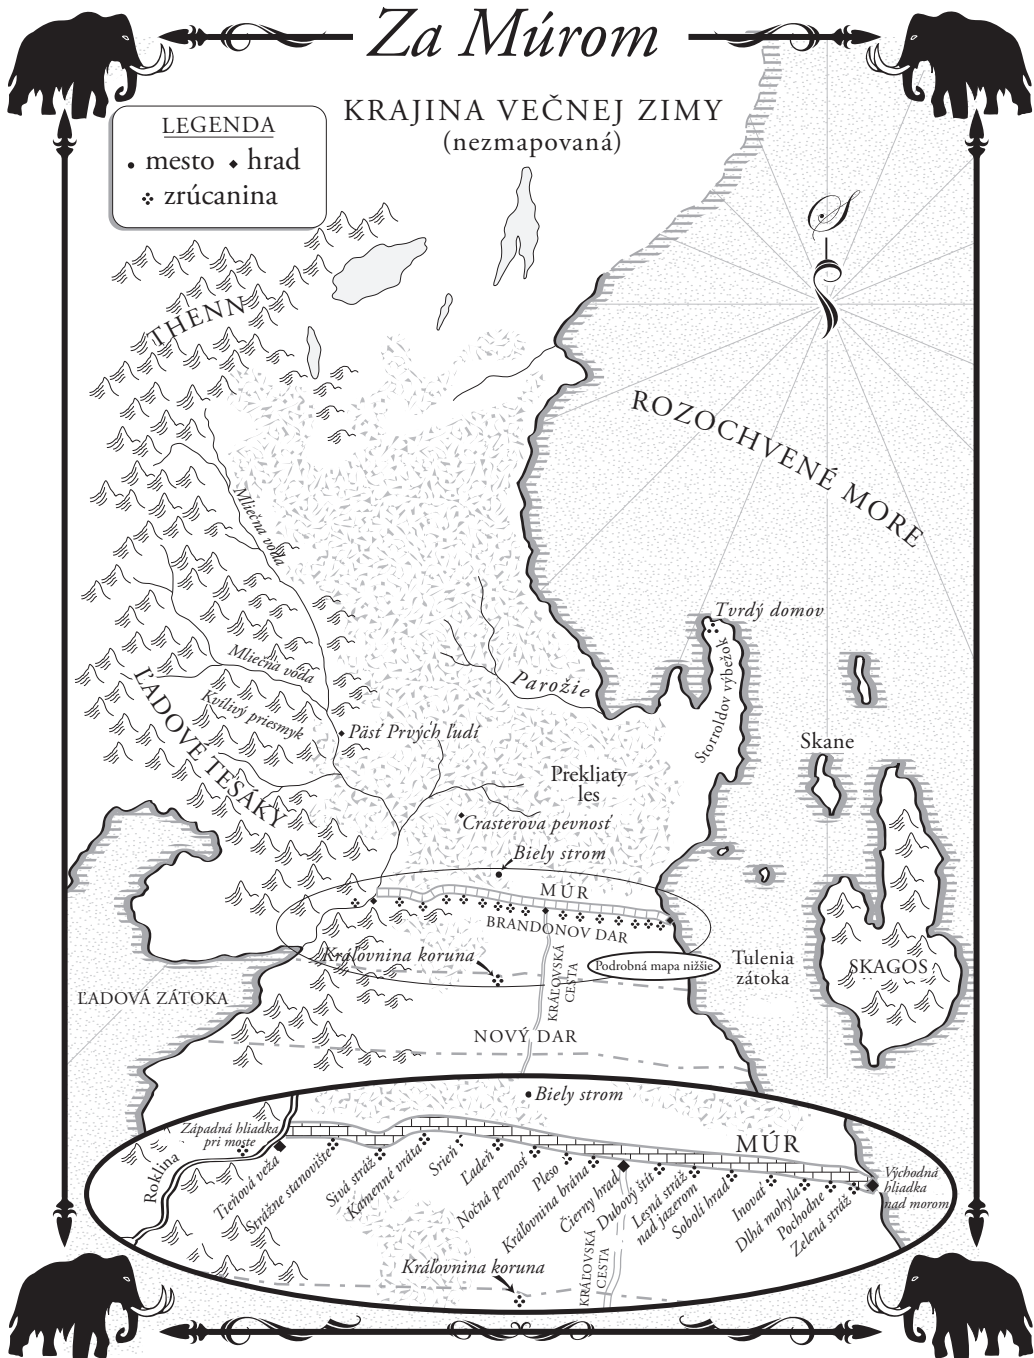 Za Múrom
KRAJINA VEČNEJ ZIMY
(nezmapovaná)
LEGENDA
mesto hrad
zrúcanina
S
THENN
ROZOCHVENÉ MORE
Mliečna voda
Tvrdý domov
Storroldov výbežok
Mliečna voda
Parožie
Kvílivý priesmyk
ĽADOVÉ TESÁKY
Päsť Prvých ľudí
Skane
Prekliaty
les
Crasterova pevnosť
Biely strom
MÚR
BRANDONOV DAR
Kráľovnina koruna
KRÁĽOVSKÁ
CESTA
Podrobná mapa nižšie
Tulenia
zátoka
SKAGOS
ĽADOVÁ ZÁTOKA
NOVÝ DAR
Biely strom
MÚR
Západná hliadka
pri moste
Roklina
Tieňová veža
Strážne stanovište
Sivá stráž
Kamenné vráta
Srieň
Ľadeň
Nočná pevnosť
Pleso
Kráľovnina brána
Čierny hrad
Dubový štít
Lesná stráž
nad jazerom
Sobolí hrad
Inovať
Dlhá mohyla
Pochodne
Zelená stráž
Východná
hliadka
nad morom
Kráľovnina koruna
KRÁĽOVSKÁ
CESTA